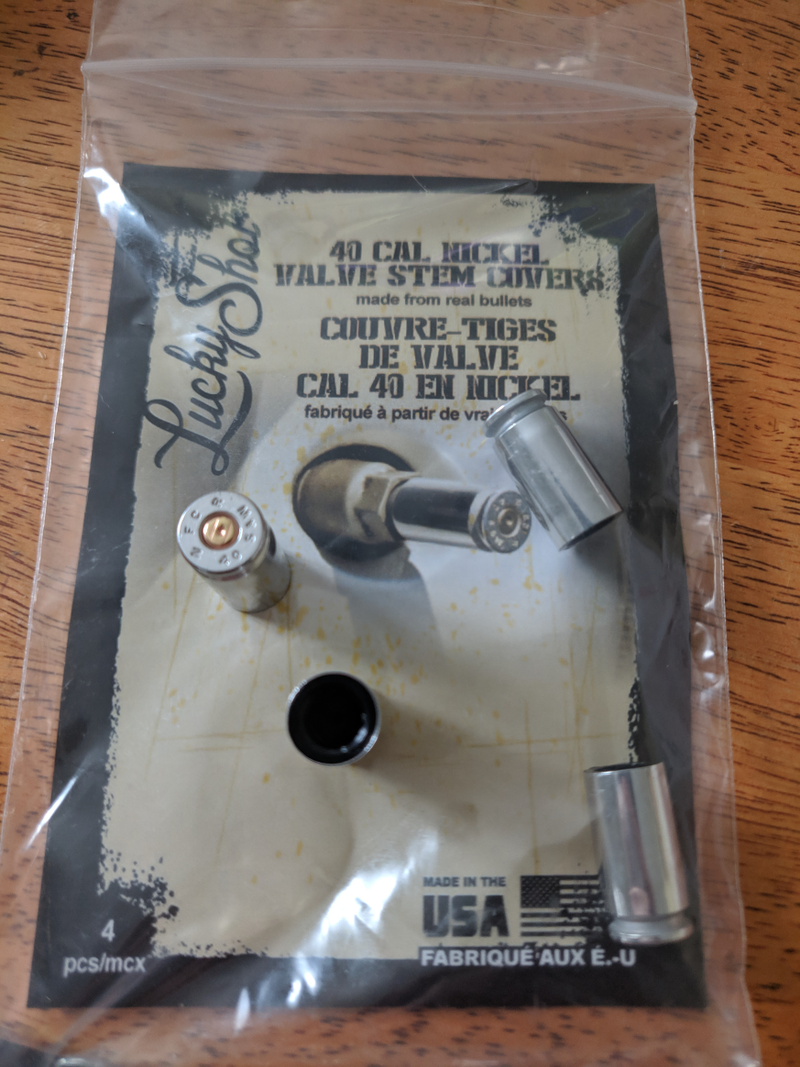 Lucky Shot
40 CAL NICKEL
VALVE STEM COVERS
made from real bullets
COUVRE-TIGES
DE VALVE
CAL 40 EN NICKEL
fabriqué à partir de
MADE IN THE
USA
FABRIQUÉ AUX É.-U
4
pcs/mcx